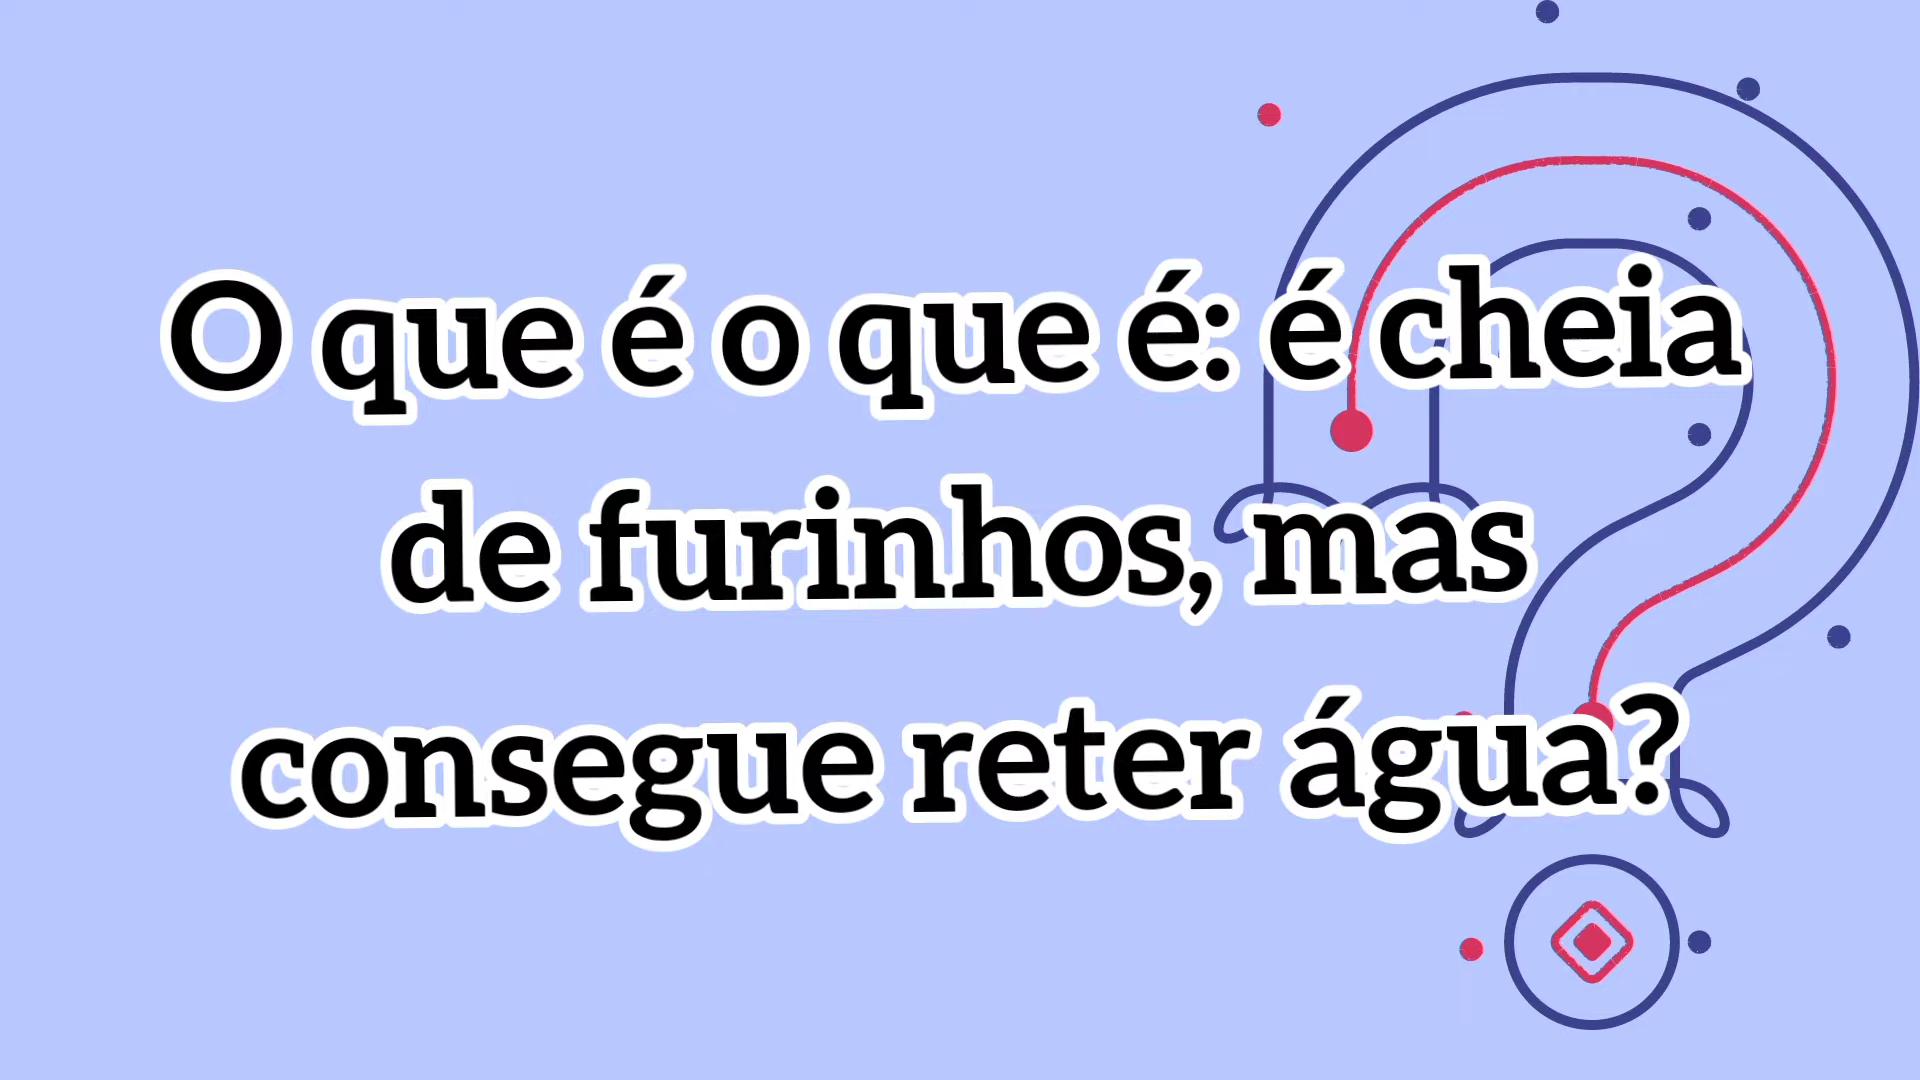 O que é o que é: é cheia
de furinhos, mas
consegue reter água?